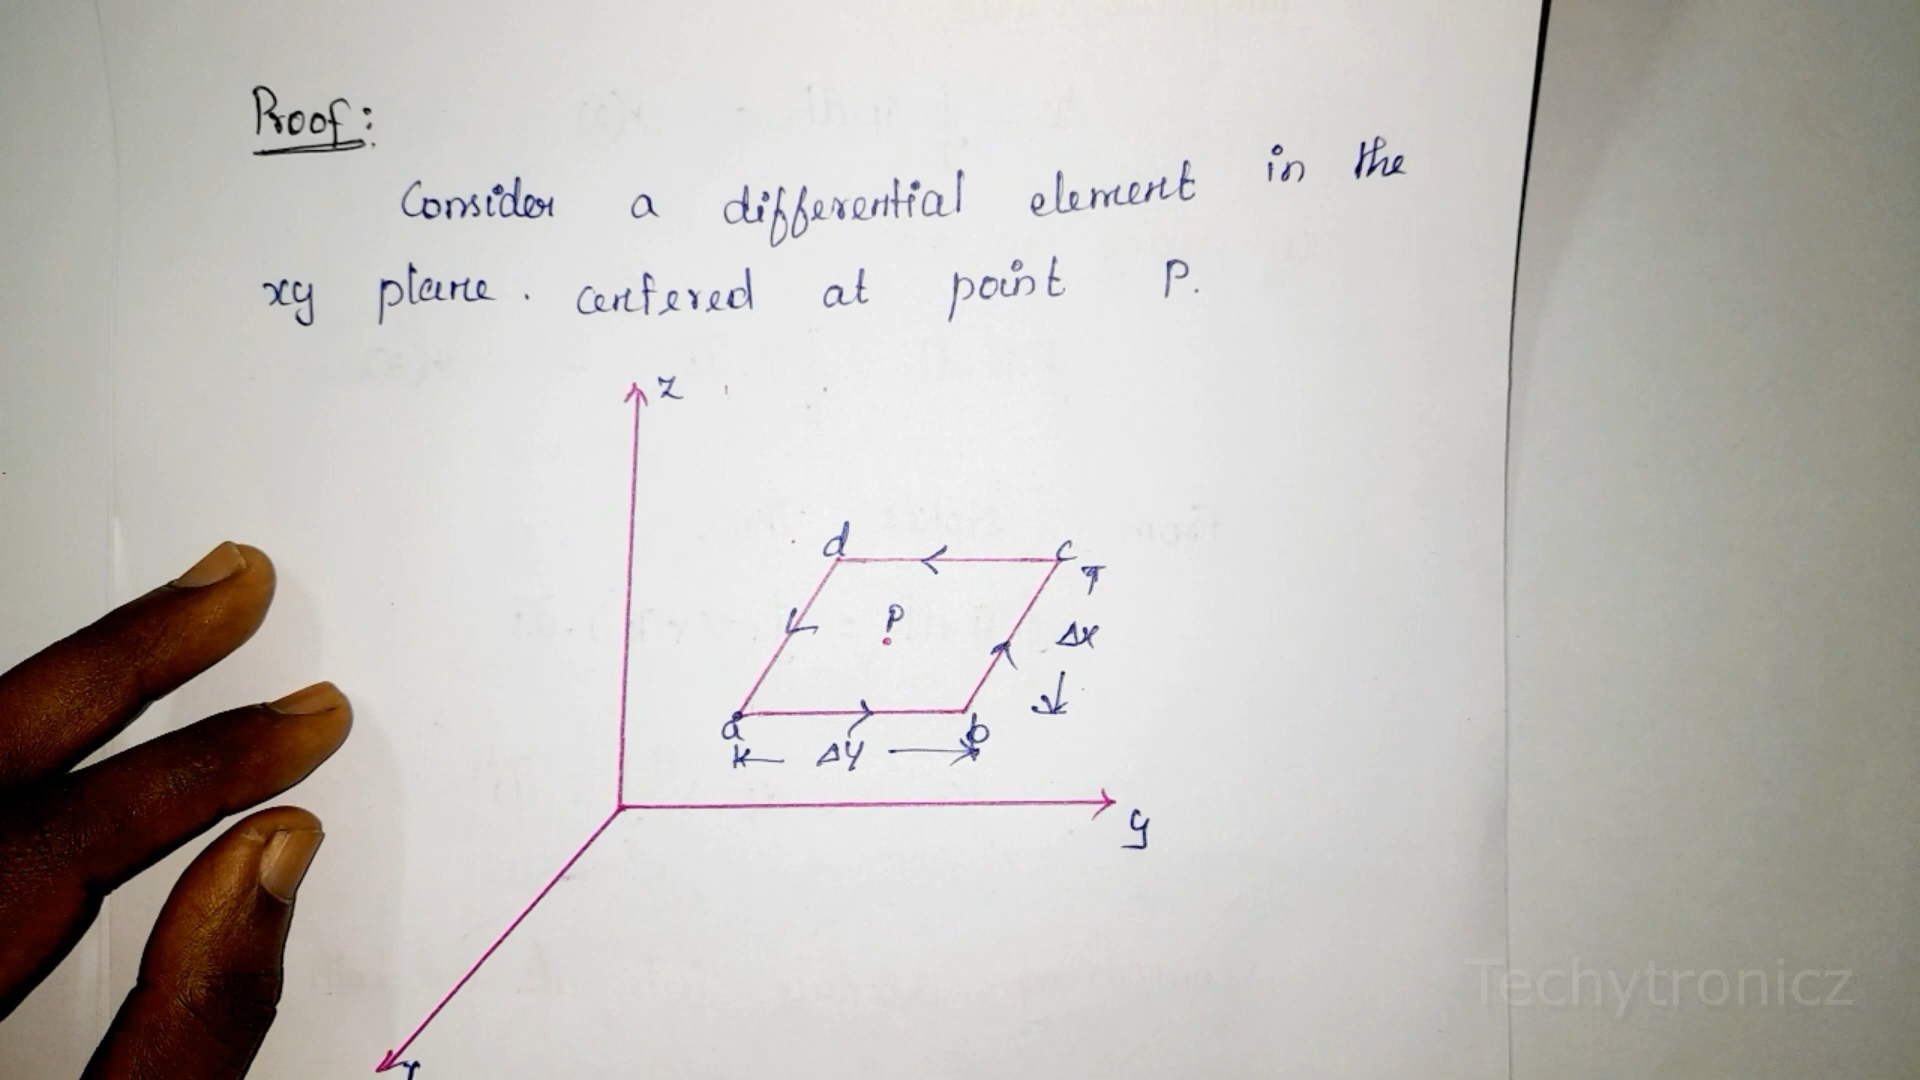 Proof:
Consider a differential element in the
xy plane. centered at point P.
z
d
c
P
Δx
a
b
Δy
y
Techytronicz